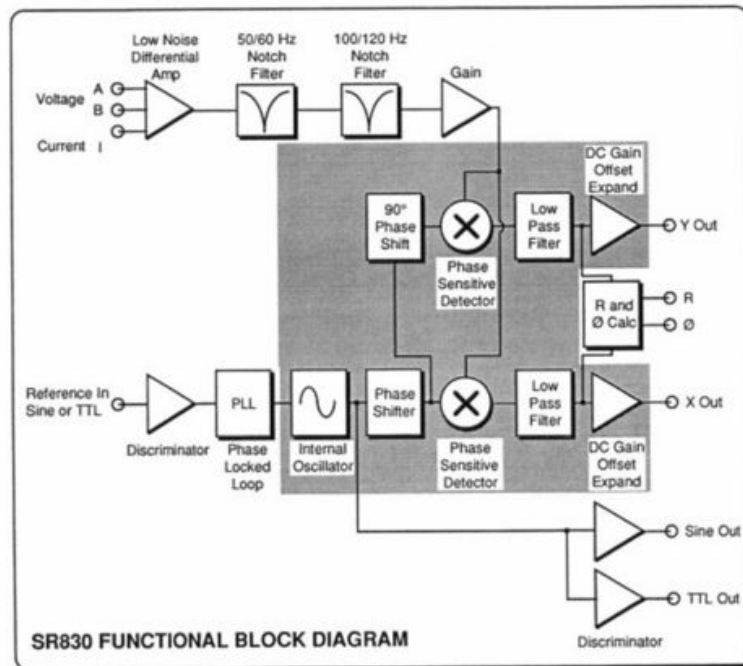 Low Noise
Differential
Amp
50/60 Hz
Notch
Filter
100/120 Hz
Notch
Filter
Gain
Voltage
A
B
Current I
DC Gain
Offset
Expand
90°
Phase
Shift
Low
Pass
Filter
Y Out
Phase
Sensitive
Detector
R and
Ø Calc
R
Ø
Reference In
Sine or TTL
PLL
Phase
Shifter
Low
Pass
Filter
X Out
Discriminator
Phase
Locked
Loop
Internal
Oscillator
Phase
Sensitive
Detector
DC Gain
Offset
Expand
Sine Out
TTL Out
Discriminator
SR830 FUNCTIONAL BLOCK DIAGRAM